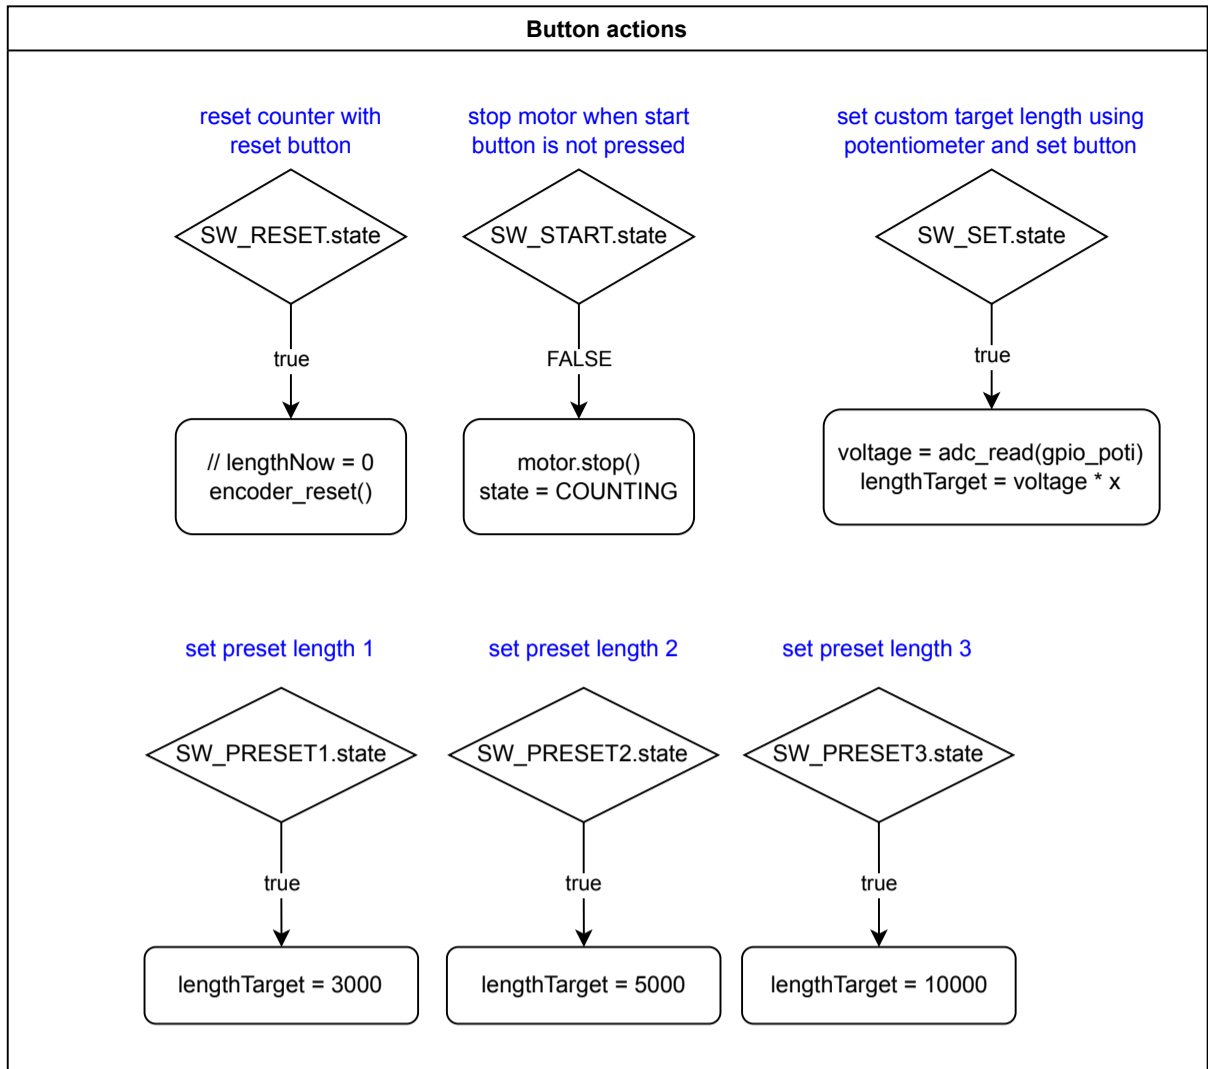 Button actions
reset counter with
reset button
stop motor when start
button is not pressed
set custom target length using
potentiometer and set button
SW_RESET.state
SW_START.state
SW_SET.state
true
FALSE
true
// lengthNow = 0
encoder_reset()
motor.stop()
state = COUNTING
voltage = adc_read(gpio_poti)
lengthTarget = voltage * x
set preset length 1
set preset length 2
set preset length 3
SW_PRESET1.state
SW_PRESET2.state
SW_PRESET3.state
true
true
true
lengthTarget = 3000
lengthTarget = 5000
lengthTarget = 10000